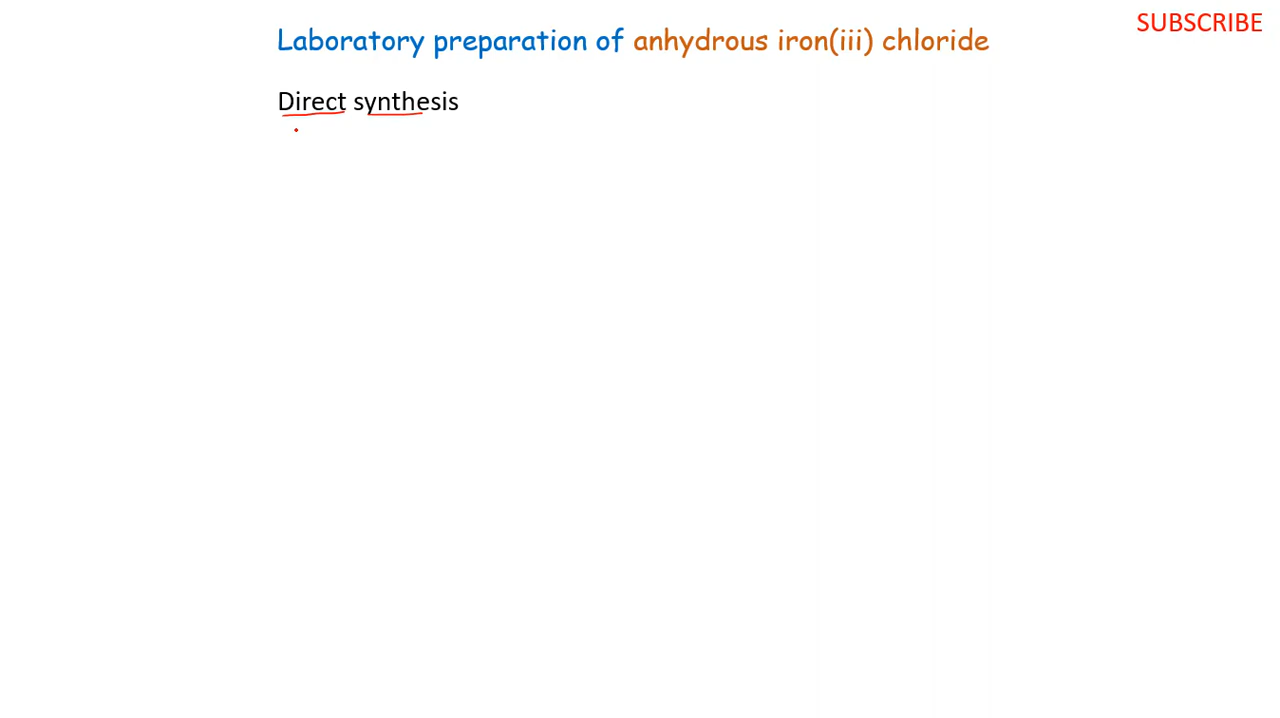 SUBSCRIBE
Laboratory preparation of anhydrous iron(iii) chloride
Direct synthesis